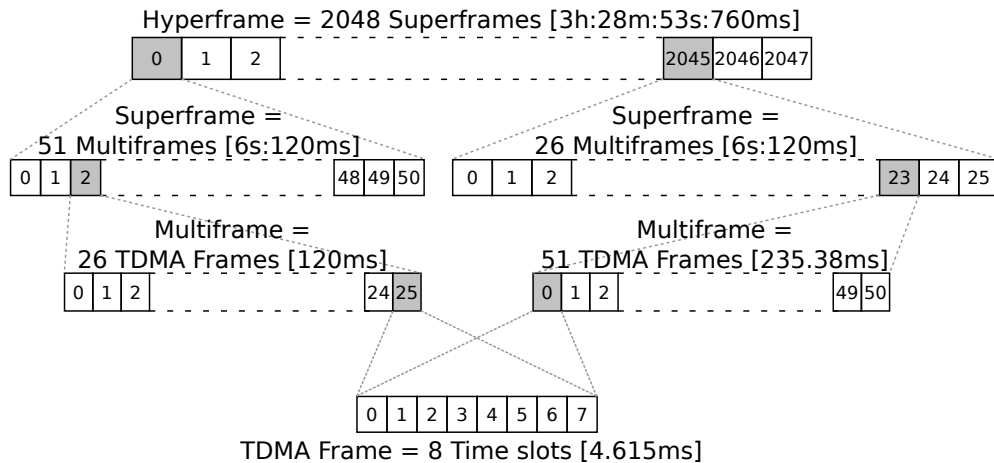 Hyperframe = 2048 Superframes [3h:28m:53s:760ms]
0 1 2 2045 2046 2047
Superframe =
51 Multiframes [6s:120ms]
Superframe =
26 Multiframes [6s:120ms]
0 1 2 48 49 50
0 1 2 23 24 25
Multiframe =
26 TDMA Frames [120ms]
Multiframe =
51 TDMA Frames [235.38ms]
0 1 2 24 25
0 1 2 49 50
0 1 2 3 4 5 6 7
TDMA Frame = 8 Time slots [4.615ms]